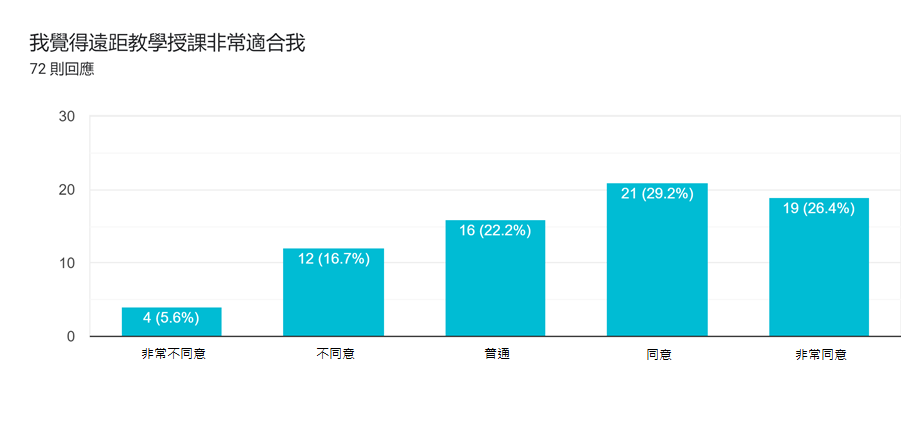 我覺得遠距教學授課非常適合我
72 則回應
30
20
10
0
4 (5.6%)
12 (16.7%)
16 (22.2%)
21 (29.2%)
19 (26.4%)
非常不同意
不同意
普通
同意
非常同意